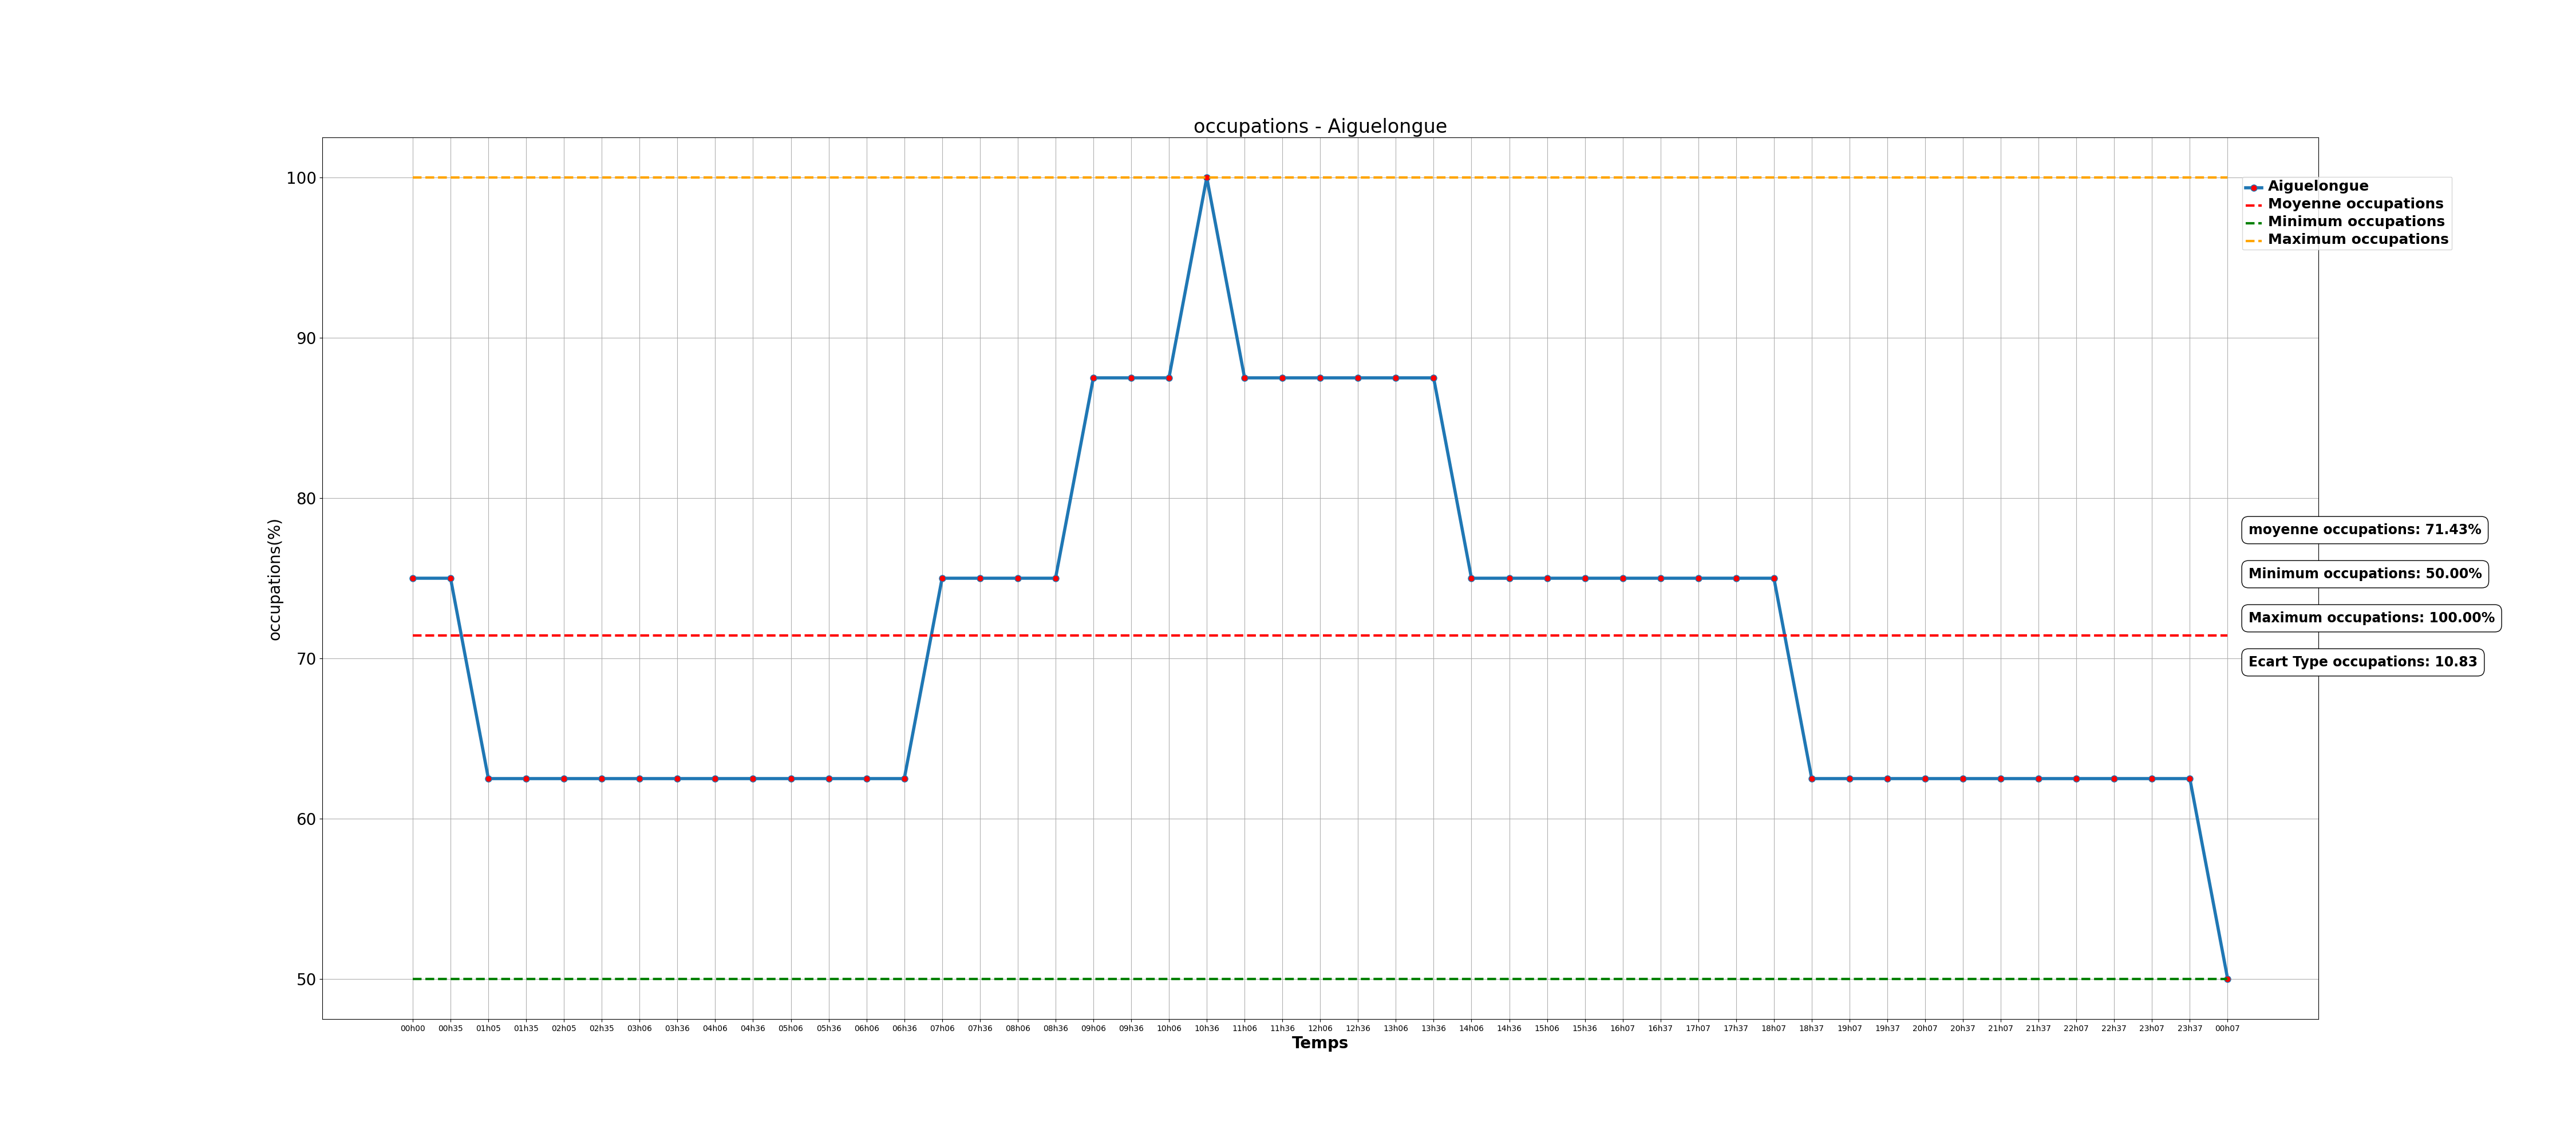 occupations - Aiguelongue
100
90
80
70
60
50
occupations(%)
Aiguelongue
Moyenne occupations
Minimum occupations
Maximum occupations
moyenne occupations: 71.43%
Minimum occupations: 50.00%
Maximum occupations: 100.00%
Ecart Type occupations: 10.83
00h00 00h35 01h05 01h35 02h05 02h35 03h06 03h36 04h06 04h36 05h06 05h36 06h06 06h36 07h06 07h36 08h06 08h36 09h06 09h36 10h06 10h36 11h06 11h36 12h06 12h36 13h06 13h36 14h06 14h36 15h06 15h36 16h07 16h37 17h07 17h37 18h07 18h37 19h07 19h37 20h07 20h37 21h07 21h37 22h07 22h37 23h07 23h37 00h07
Temps